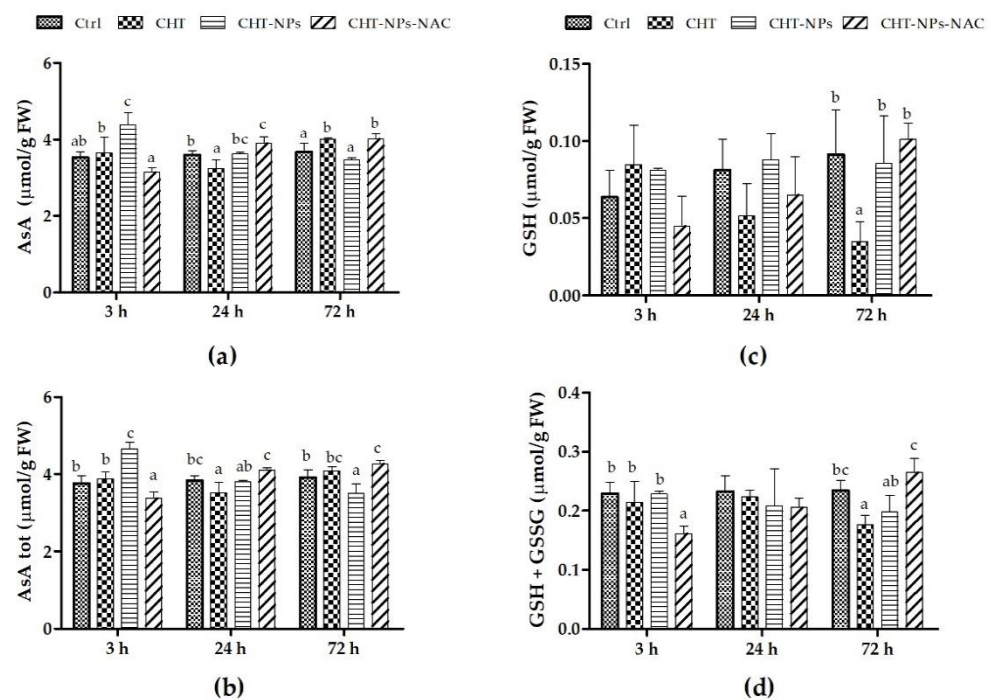 Ctrl CHT CHT-NPs CHT-NPs-NAC
AsA (µmol/g FW)
6
4
2
0
ab b c a
b a bc c
a b a b
3 h 24 h 72 h
(a)
AsA tot (µmol/g FW)
6
4
2
0
b b c a
bc a ab c
b bc a c
3 h 24 h 72 h
(b)
Ctrl CHT CHT-NPs CHT-NPs-NAC
GSH (µmol/g FW)
0.15
0.10
0.05
0.00
b a b b
3 h 24 h 72 h
(c)
GSH + GSSG (µmol/g FW)
0.4
0.3
0.2
0.1
0.0
b b b a
bc a ab c
3 h 24 h 72 h
(d)